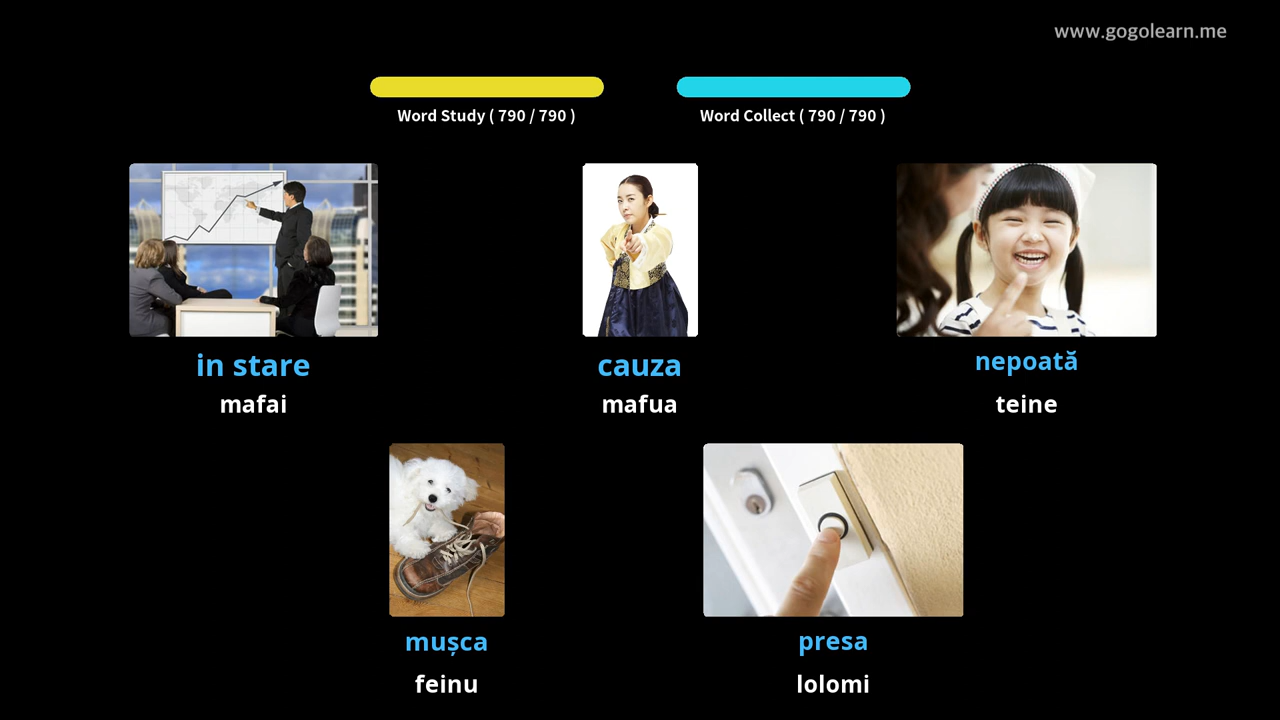 www.gogolearn.me
Word Study ( 790 / 790 )
Word Collect ( 790 / 790 )
in stare
cauza
nepoată
mafai
mafua
teine
mușca
presa
feinu
lolomi